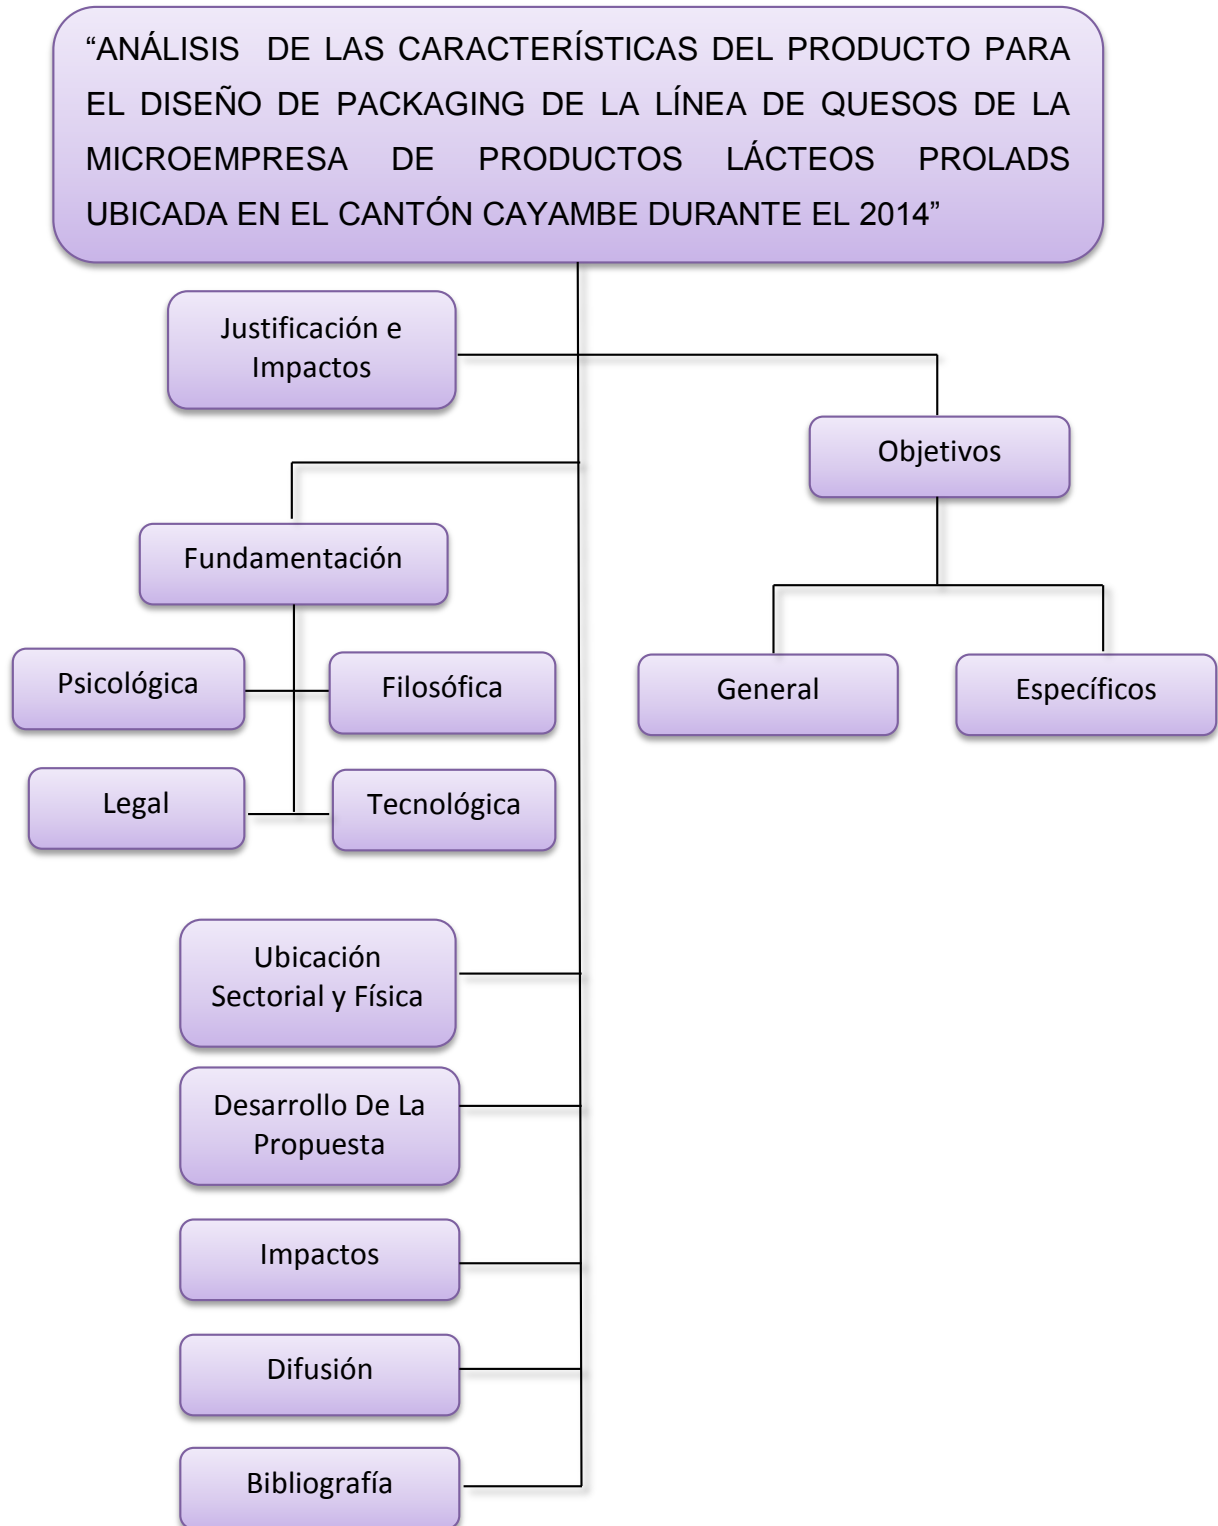 “ANÁLISIS DE LAS CARACTERÍSTICAS DEL PRODUCTO PARA
EL DISEÑO DE PACKAGING DE LA LÍNEA DE QUESOS DE LA
MICROEMPRESA DE PRODUCTOS LÁCTEOS PROLADS
UBICADA EN EL CANTÓN CAYAMBE DURANTE EL 2014”
Justificación e
Impactos
Objetivos
Fundamentación
Psicológica
Filosófica
General
Específicos
Legal
Tecnológica
Ubicación
Sectorial y Física
Desarrollo De La
Propuesta
Impactos
Difusión
Bibliografía